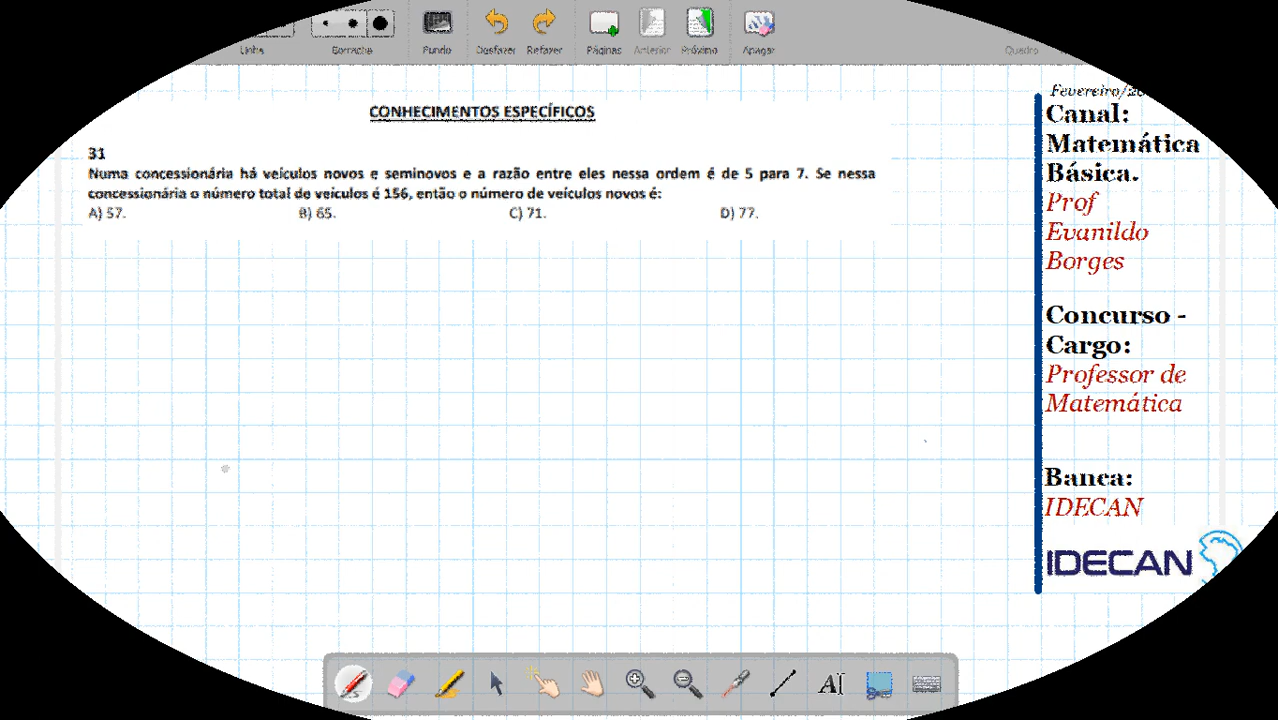 Linha
Borracha
Fundo
Desfazer
Refazer
Páginas
Anterior
Próximo
Apagar
Quadro
CONHECIMENTOS ESPECÍFICOS
31
Numa concessionária há veículos novos e seminovos e a razão entre eles nessa ordem é de 5 para 7. Se nessa
concessionária o número total de veículos é 156, então o número de veículos novos é:
A) 57. B) 65. C) 71. D) 77.
Canal:
Matemática
Básica.
Prof
Evanildo
Borges
Concurso -
Cargo:
Professor de
Matemática
Banca:
IDECAN
IDECAN
AI